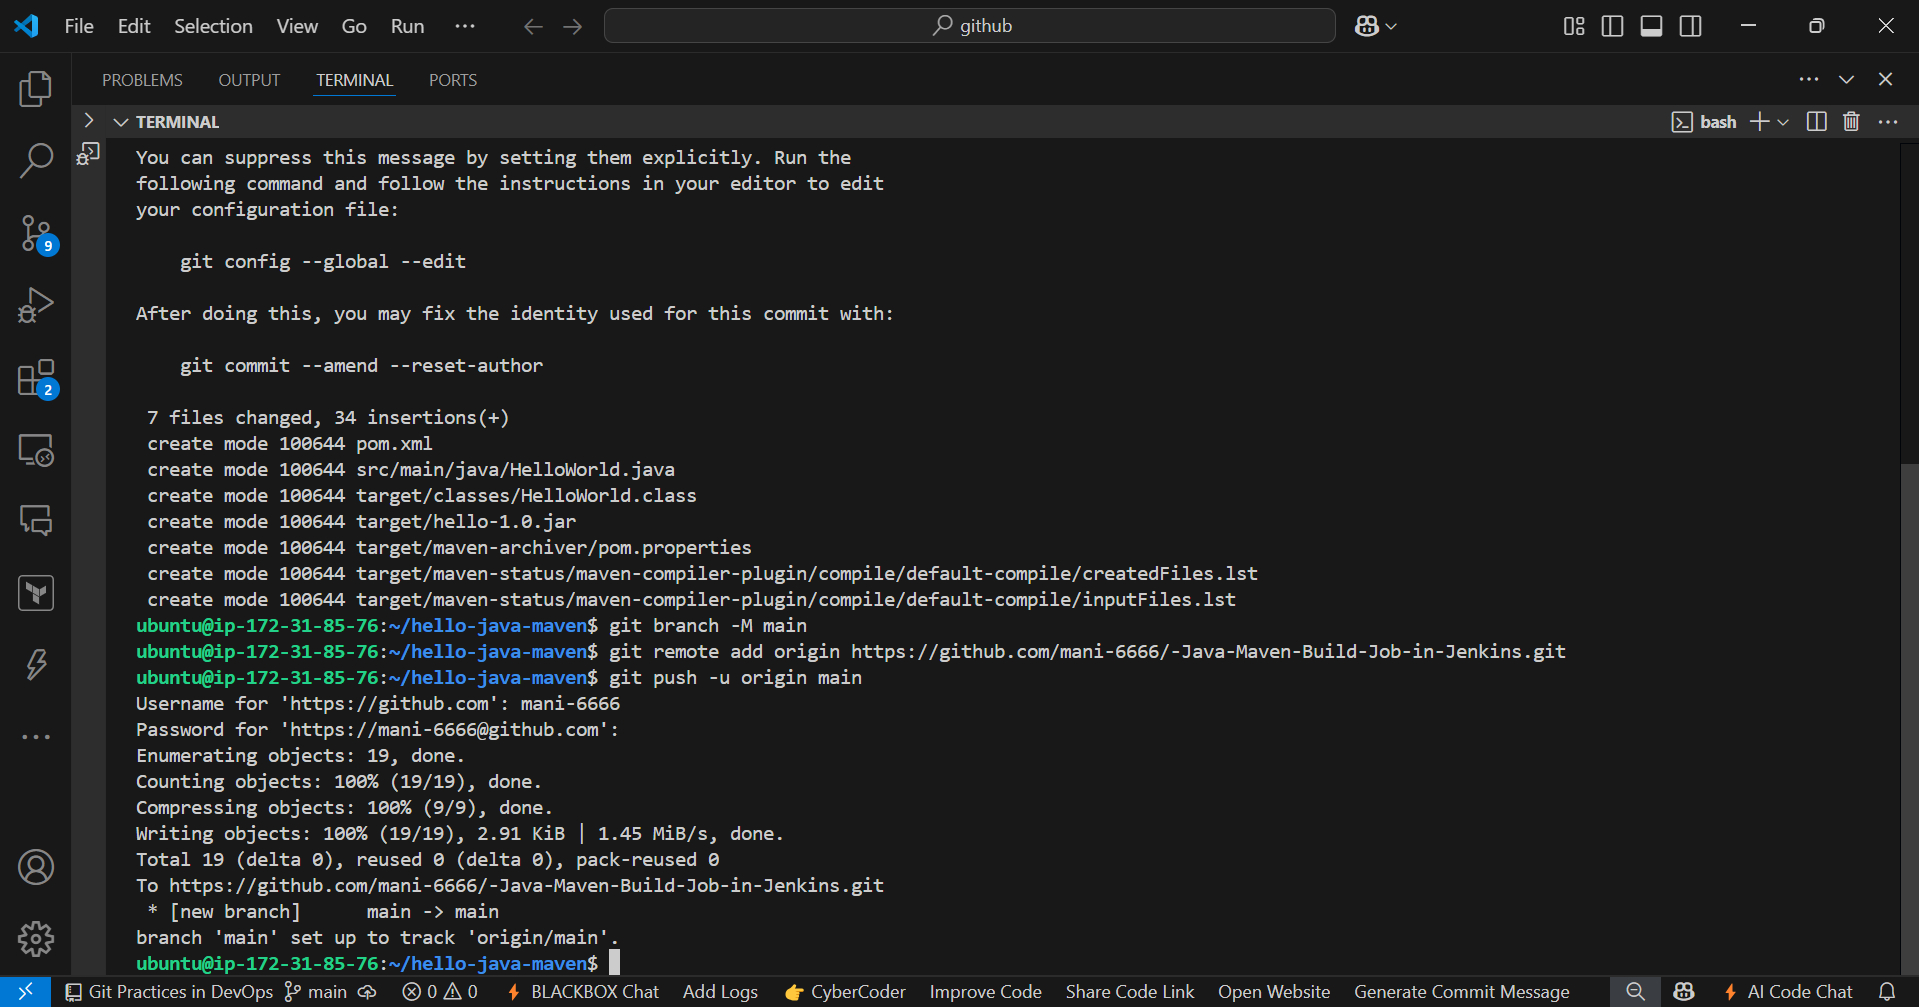 File Edit Selection View Go Run ··· github
PROBLEMS OUTPUT TERMINAL PORTS
TERMINAL bash
You can suppress this message by setting them explicitly. Run the
following command and follow the instructions in your editor to edit
your configuration file:
git config --global --edit
After doing this, you may fix the identity used for this commit with:
git commit --amend --reset-author
7 files changed, 34 insertions(+)
create mode 100644 pom.xml
create mode 100644 src/main/java/HelloWorld.java
create mode 100644 target/classes/HelloWorld.class
create mode 100644 target/hello-1.0.jar
create mode 100644 target/maven-archiver/pom.properties
create mode 100644 target/maven-status/maven-compiler-plugin/compile/default-compile/createdFiles.lst
create mode 100644 target/maven-status/maven-compiler-plugin/compile/default-compile/inputFiles.lst
ubuntu@ip-172-31-85-76:~/hello-java-maven$ git branch -M main
ubuntu@ip-172-31-85-76:~/hello-java-maven$ git remote add origin https://github.com/mani-6666/-Java-Maven-Build-Job-in-Jenkins.git
ubuntu@ip-172-31-85-76:~/hello-java-maven$ git push -u origin main
Username for 'https://github.com': mani-6666
Password for 'https://mani-6666@github.com':
Enumerating objects: 19, done.
Counting objects: 100% (19/19), done.
Compressing objects: 100% (9/9), done.
Writing objects: 100% (19/19), 2.91 KiB | 1.45 MiB/s, done.
Total 19 (delta 0), reused 0 (delta 0), pack-reused 0
To https://github.com/mani-6666/-Java-Maven-Build-Job-in-Jenkins.git
* [new branch] main -> main
branch 'main' set up to track 'origin/main'.
ubuntu@ip-172-31-85-76:~/hello-java-maven$
9
2
Git Practices in DevOps main 0 0 BLACKBOX Chat Add Logs 👉 CyberCoder Improve Code Share Code Link Open Website Generate Commit Message AI Code Chat